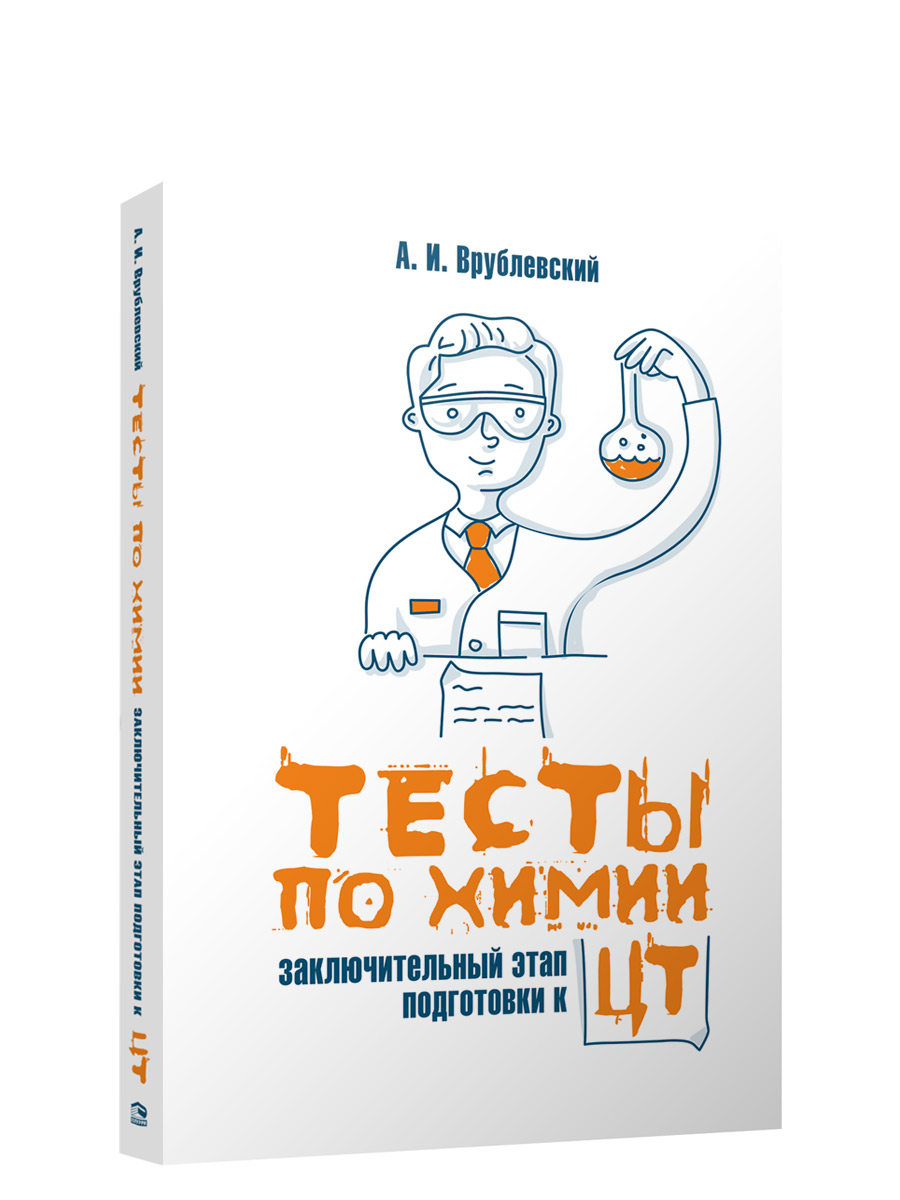 А. И. Врублевский
ТЕСТЫ
ПО ХИМИИ
заключительный этап
подготовки к
ЦТ
А. И. Врублевский ТЕСТЫ ПО ХИМИИ заключительный этап подготовки к ЦТ